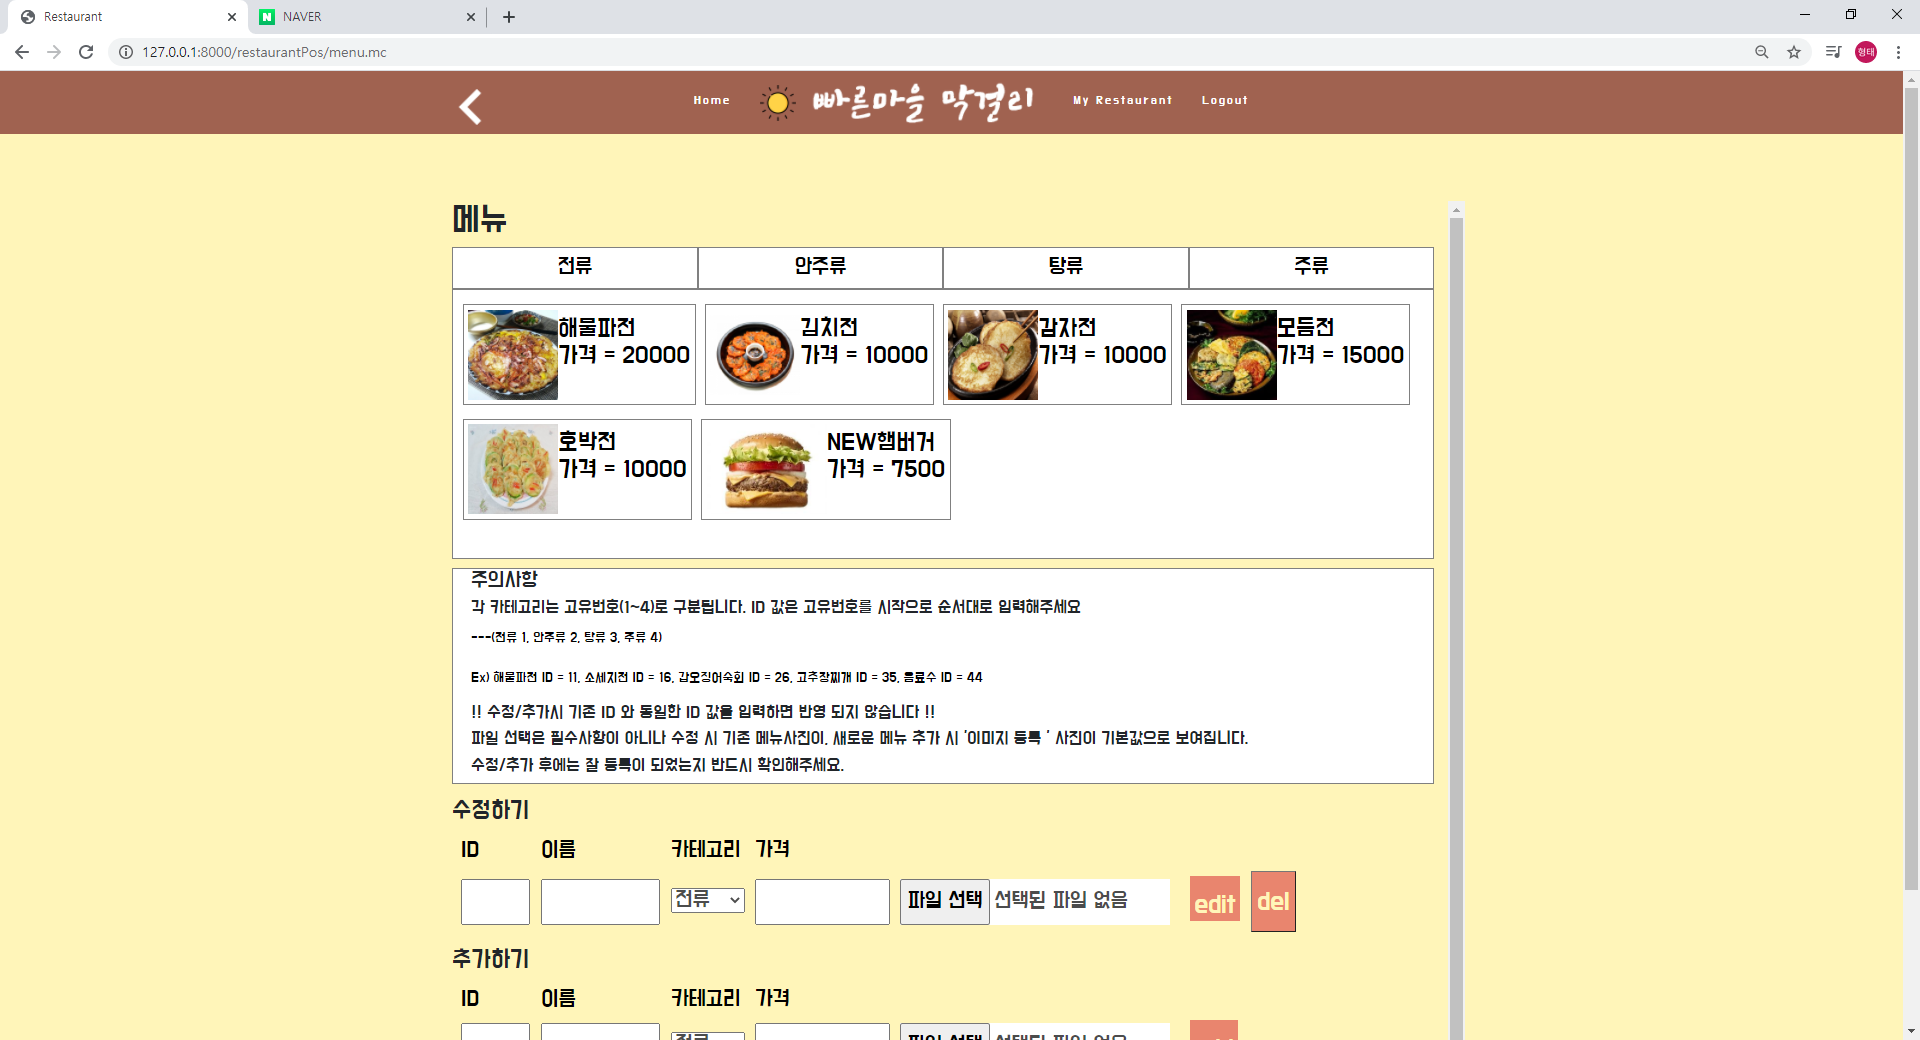 Restaurant
NAVER
127.0.0.1:8000/restaurantPos/menu.mc
형태
Home
빠른마을 막걸리
My Restaurant
Logout
메뉴
전류
안주류
탕류
주류
해물파전
가격 = 20000
김치전
가격 = 10000
감자전
가격 = 10000
모듬전
가격 = 15000
호박전
가격 = 10000
NEW햄버거
가격 = 7500
주의사항
각 카테고리는 고유번호(1~4)로 구분됩니다. ID 값은 고유번호를 시작으로 순서대로 입력해주세요
---(전류 1, 안주류 2, 탕류 3, 주류 4)
Ex) 해물파전 ID = 11, 소세지전 ID = 16, 갑오징어숙회 ID = 26, 고추장찌개 ID = 35, 음료수 ID = 44
!! 수정/추가시 기존 ID 와 동일한 ID 값을 입력하면 반영 되지 않습니다 !!
파일 선택은 필수사항이 아니나 수정 시 기존 메뉴사진이, 새로운 메뉴 추가 시 '이미지 등록 ' 사진이 기본값으로 보여집니다.
수정/추가 후에는 잘 등록이 되었는지 반드시 확인해주세요.
수정하기
ID 이름 카테고리 가격
전류 파일 선택 선택된 파일 없음 edit del
추가하기
ID 이름 카테고리 가격
전류 파일 선택 선택된 파일 없음